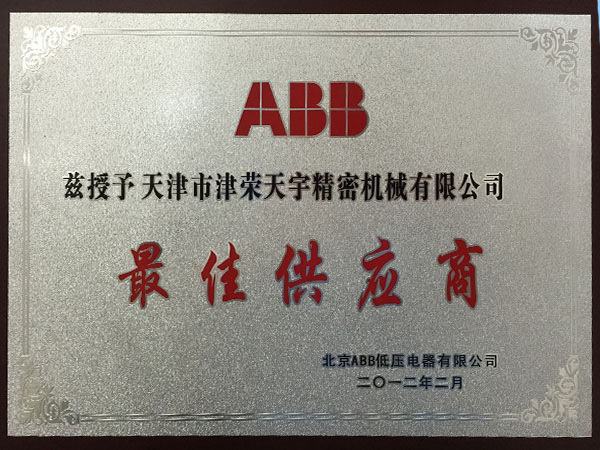 ABB
兹授予 天津市津荣天宇精密机械有限公司
最佳供应商
北京ABB低压电器有限公司
二〇一二年二月